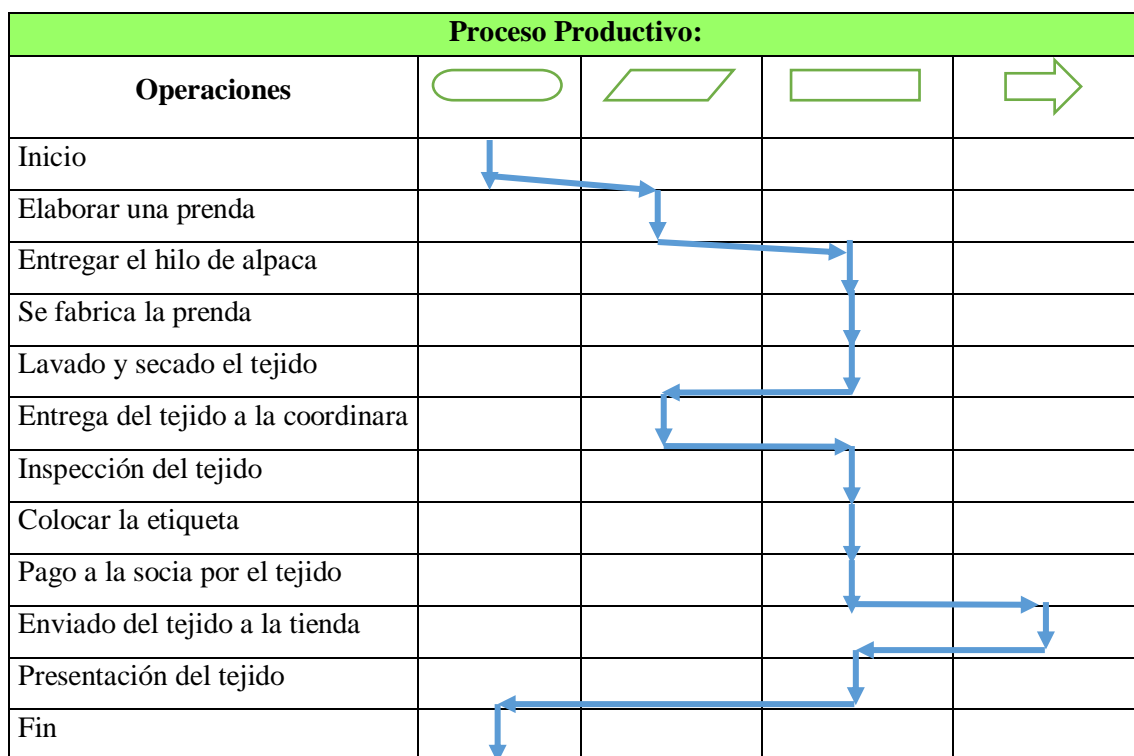 Proceso Productivo:
Operaciones
Inicio
Elaborar una prenda
Entregar el hilo de alpaca
Se fabrica la prenda
Lavado y secado el tejido
Entrega del tejido a la coordinara
Inspección del tejido
Colocar la etiqueta
Pago a la socia por el tejido
Enviado del tejido a la tienda
Presentación del tejido
Fin